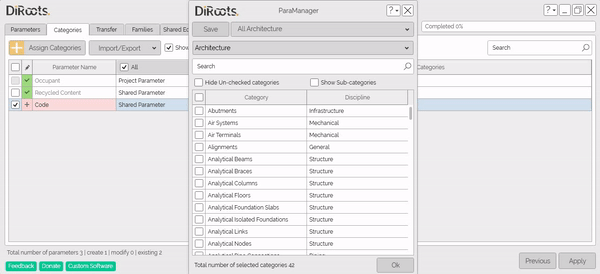 DiRoots
Completed 0%
Parameters Categories Transfer Families Shared
Assign Categories Import/Export Show
Search
Parameter Name All Categories
Occupant Project Parameter
Recycled Content Shared Parameter
Code Shared Parameter
Total number of parameters 3 | create 1 | modify 0 | existing 2
Feedback Donate Custom Software
Previous Apply
DiRoots ParaManager
Save All Architecture
Architecture
Search
Hide Un-checked categories Show Sub-categories
Category Discipline
Abutments Infrastructure
Air Systems Mechanical
Air Terminals Mechanical
Alignments General
Analytical Beams Structure
Analytical Braces Structure
Analytical Columns Structure
Analytical Floors Structure
Analytical Foundation Slabs Structure
Analytical Isolated Foundations Structure
Analytical Links Structure
Analytical Nodes Structure
Total number of selected categories 42
Ok